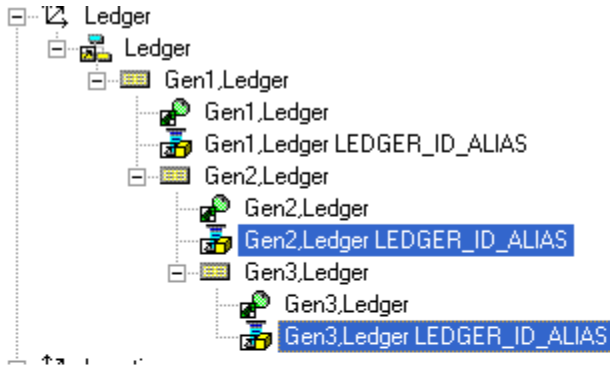 Ledger
Ledger
Gen1,Ledger
Gen1,Ledger
Gen1,Ledger LEDGER_ID_ALIAS
Gen2,Ledger
Gen2,Ledger
Gen2,Ledger LEDGER_ID_ALIAS
Gen3,Ledger
Gen3,Ledger
Gen3,Ledger LEDGER_ID_ALIAS